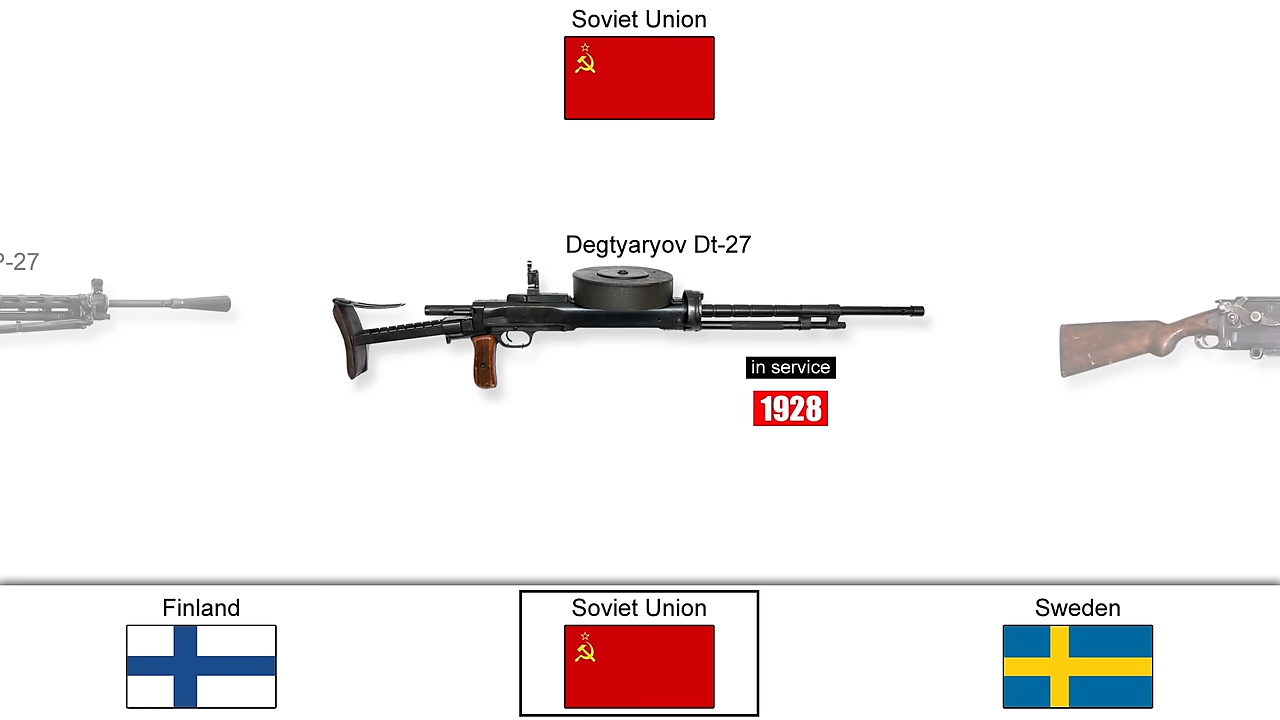 Soviet Union
Degtyaryov Dt-27
P-27
in service
1928
Finland
Soviet Union
Sweden